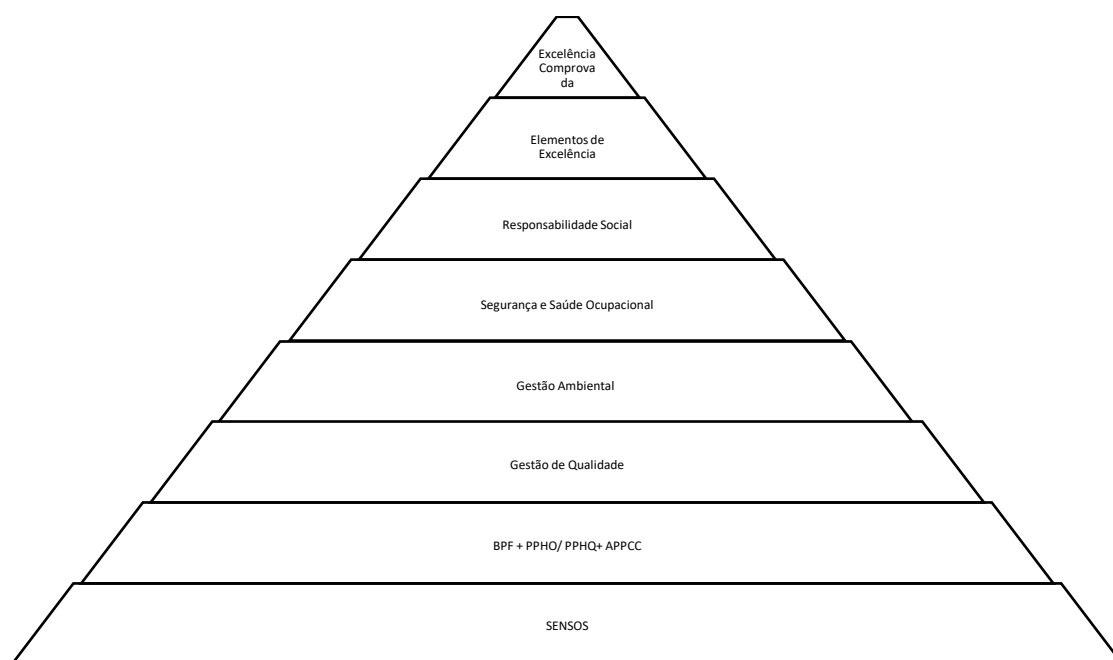 Excelência
Comprova
da
Elementos de
Excelência
Responsabilidade Social
Segurança e Saúde Ocupacional
Gestão Ambiental
Gestão de Qualidade
BPF + PPHO/ PPHQ+ APPCC
SENSOS